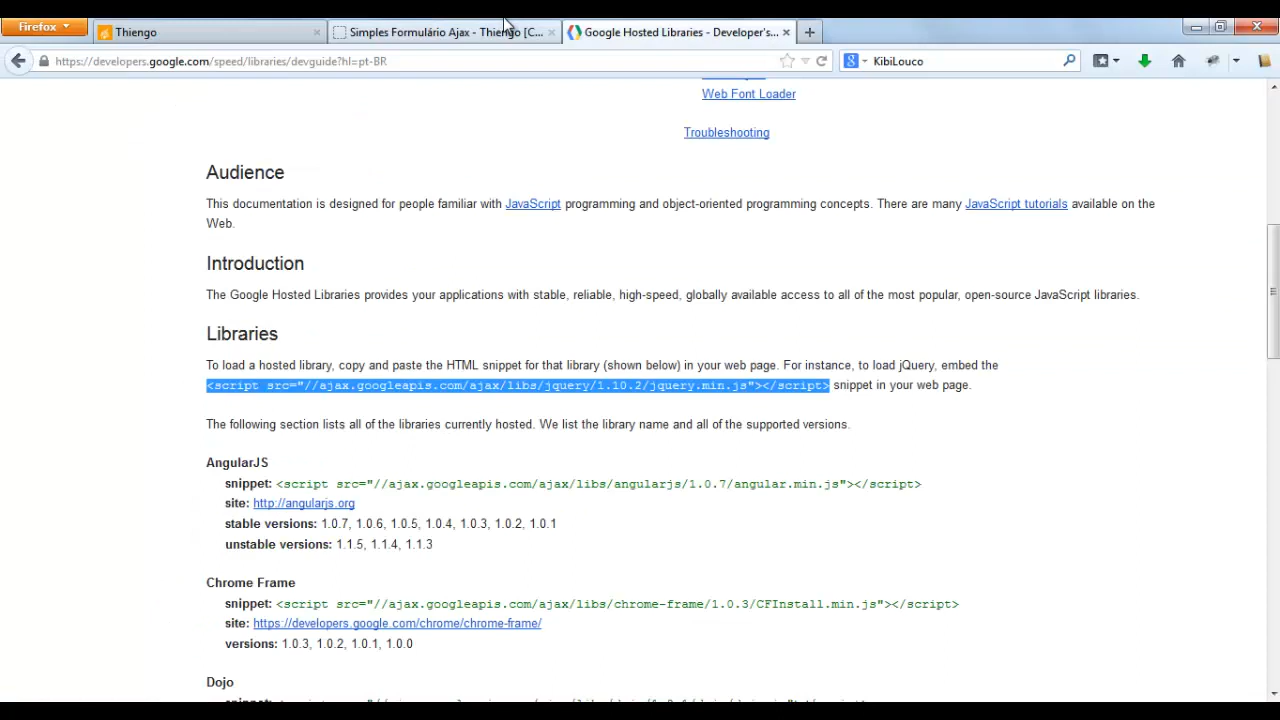 Firefox
Thiengo
Simples Formulário Ajax - Thiengo [C...
Google Hosted Libraries - Developer's...
https://developers.google.com/speed/libraries/devguide?hl=pt-BR
KibiLouco
Web Font Loader
Troubleshooting
Audience
This documentation is designed for people familiar with JavaScript programming and object-oriented programming concepts. There are many JavaScript tutorials available on the
Web.
Introduction
The Google Hosted Libraries provides your applications with stable, reliable, high-speed, globally available access to all of the most popular, open-source JavaScript libraries.
Libraries
To load a hosted library, copy and paste the HTML snippet for that library (shown below) in your web page. For instance, to load jQuery, embed the
<script src="//ajax.googleapis.com/ajax/libs/jquery/1.10.2/jquery.min.js"></script> snippet in your web page.
The following section lists all of the libraries currently hosted. We list the library name and all of the supported versions.
AngularJS
snippet: <script src="//ajax.googleapis.com/ajax/libs/angularjs/1.0.7/angular.min.js"></script>
site: http://angularjs.org
stable versions: 1.0.7, 1.0.6, 1.0.5, 1.0.4, 1.0.3, 1.0.2, 1.0.1
unstable versions: 1.1.5, 1.1.4, 1.1.3
Chrome Frame
snippet: <script src="//ajax.googleapis.com/ajax/libs/chrome-frame/1.0.3/CFInstall.min.js"></script>
site: https://developers.google.com/chrome/chrome-frame/
versions: 1.0.3, 1.0.2, 1.0.1, 1.0.0
Dojo